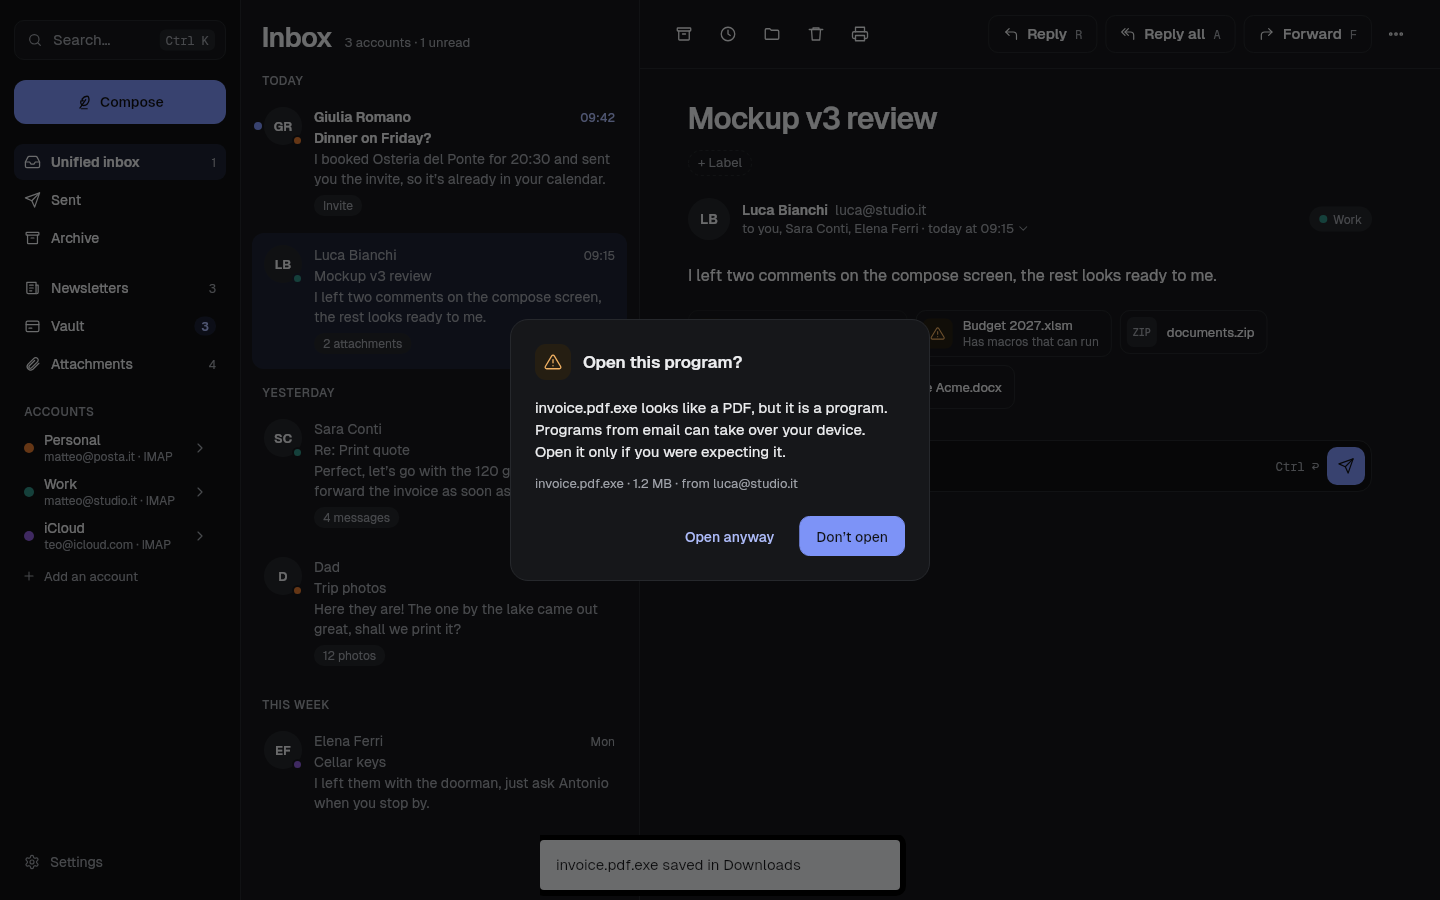 Search...
Ctrl K
Compose
Unified inbox
1
Sent
Archive
Newsletters
3
Vault
3
Attachments
4
ACCOUNTS
Personal
matteo@posta.it · IMAP
Work
matteo@studio.it · IMAP
iCloud
teo@icloud.com · IMAP
+ Add an account
Settings
Inbox
3 accounts · 1 unread
TODAY
GR
Giulia Romano
09:42
Dinner on Friday?
I booked Osteria del Ponte for 20:30 and sent
you the invite, so it's already in your calendar.
Invite
LB
Luca Bianchi
09:15
Mockup v3 review
I left two comments on the compose screen,
the rest looks ready to me.
2 attachments
YESTERDAY
SC
Sara Conti
Re: Print quote
Perfect, let's go with the 120 g
forward the invoice as soon as
4 messages
D
Dad
Trip photos
Here they are! The one by the lake came out
great, shall we print it?
12 photos
THIS WEEK
EF
Elena Ferri
Mon
Cellar keys
I left them with the doorman, just ask Antonio
when you stop by.
Reply R
Reply all A
Forward F
Mockup v3 review
+ Label
LB
Luca Bianchi luca@studio.it
Work
to you, Sara Conti, Elena Ferri · today at 09:15
I left two comments on the compose screen, the rest looks ready to me.
Budget 2027.xlsm
Has macros that can run
ZIP
documents.zip
Acme.docx
Ctrl
Open this program?
invoice.pdf.exe looks like a PDF, but it is a program.
Programs from email can take over your device.
Open it only if you were expecting it.
invoice.pdf.exe · 1.2 MB · from luca@studio.it
Open anyway
Don't open
invoice.pdf.exe saved in Downloads